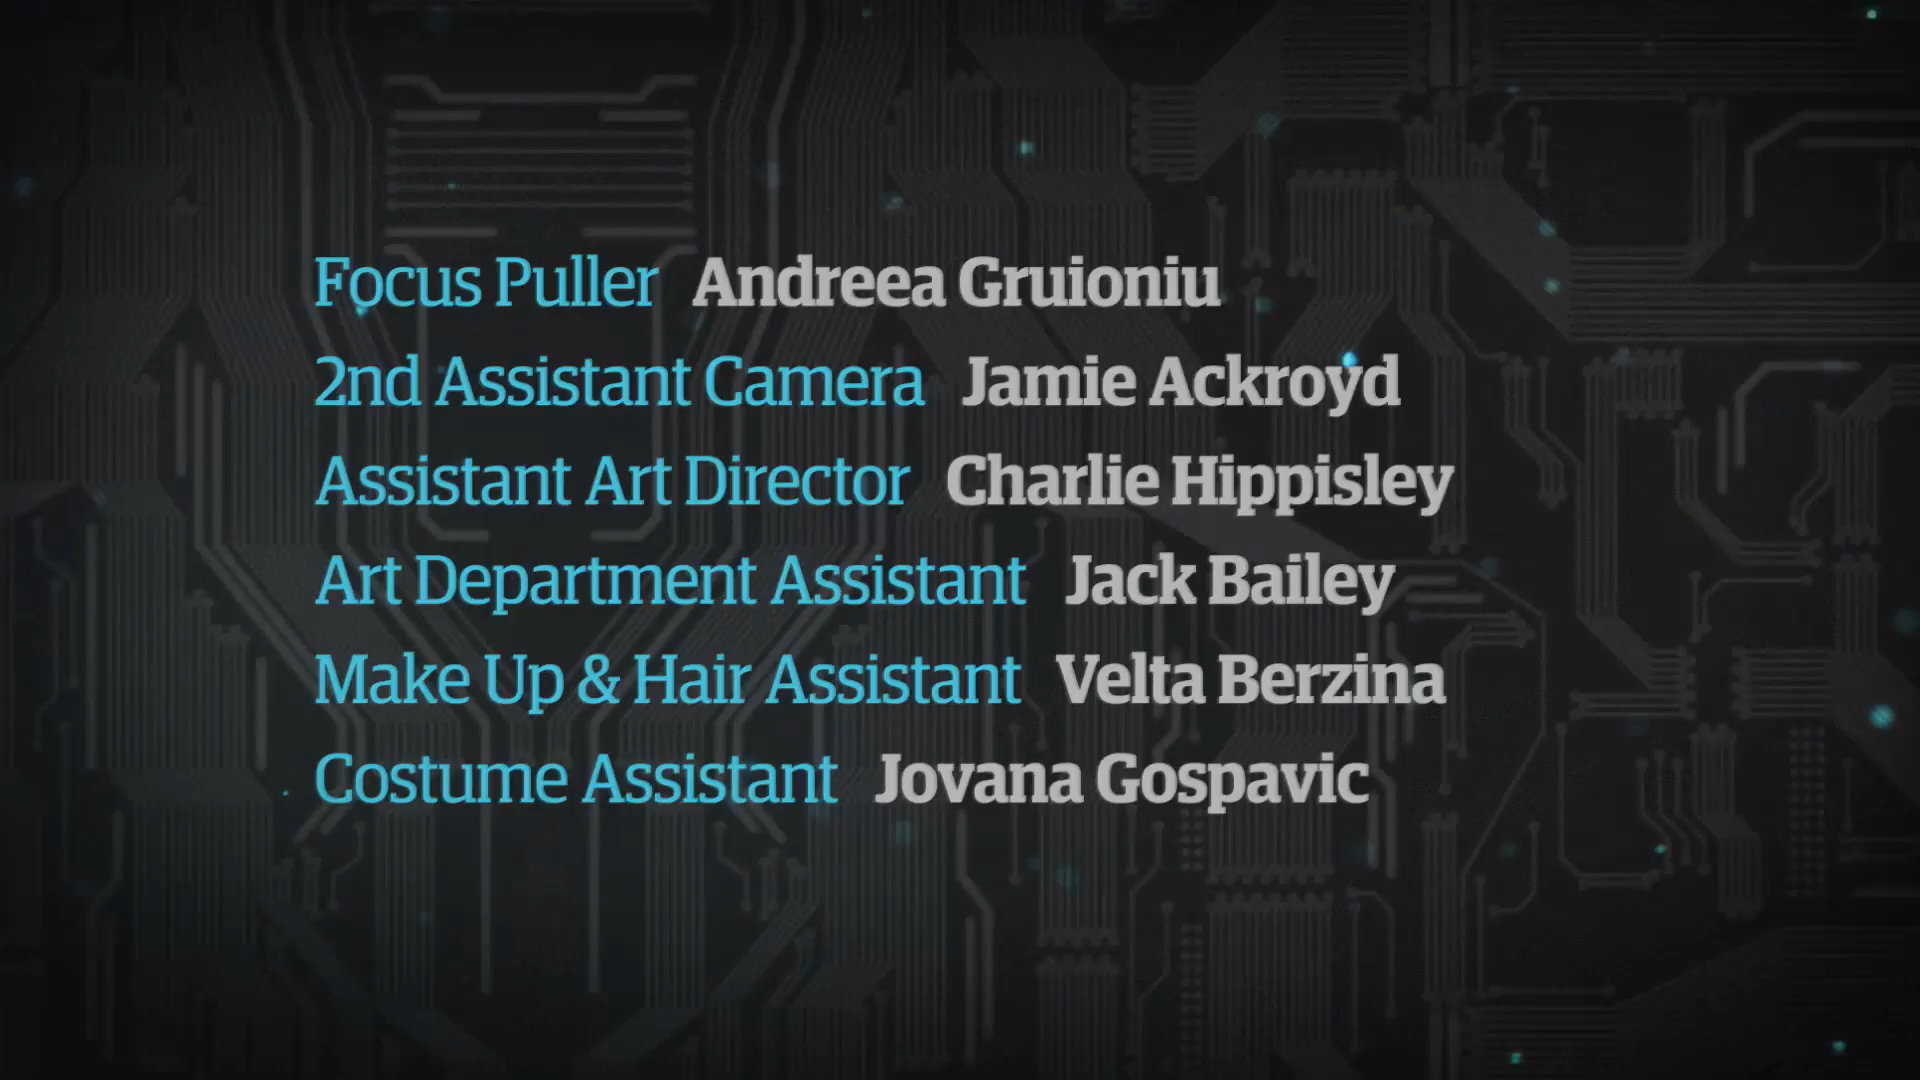 Focus Puller Andreea Gruioniu
2nd Assistant Camera Jamie Ackroyd
Assistant Art Director Charlie Hippisley
Art Department Assistant Jack Bailey
Make Up & Hair Assistant Velta Berzina
Costume Assistant Jovana Gospavic